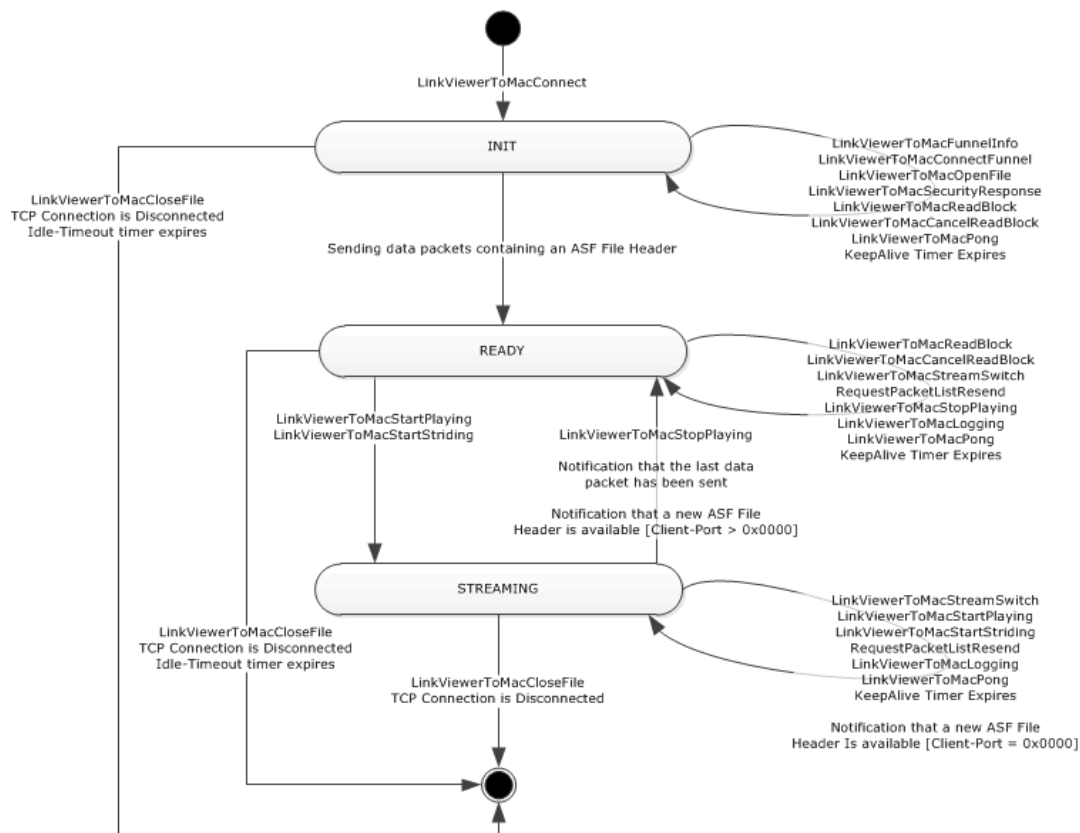 LinkViewerToMacConnect
INIT
LinkViewerToMacFunnelInfo
LinkViewerToMacConnectFunnel
LinkViewerToMacOpenFile
LinkViewerToMacSecurityResponse
LinkViewerToMacReadBlock
LinkViewerToMacCancelReadBlock
LinkViewerToMacPong
KeepAlive Timer Expires
LinkViewerToMacCloseFile
TCP Connection is Disconnected
Idle-Timeout timer expires
Sending data packets containing an ASF File Header
READY
LinkViewerToMacReadBlock
LinkViewerToMacCancelReadBlock
LinkViewerToMacStreamSwitch
RequestPacketListResend
LinkViewerToMacStopPlaying
LinkViewerToMacLogging
LinkViewerToMacPong
KeepAlive Timer Expires
LinkViewerToMacStartPlaying
LinkViewerToMacStartStriding
LinkViewerToMacStopPlaying
Notification that the last data
packet has been sent
Notification that a new ASF File
Header is available [Client-Port > 0x0000]
STREAMING
LinkViewerToMacStreamSwitch
LinkViewerToMacStartPlaying
LinkViewerToMacStartStriding
RequestPacketListResend
LinkViewerToMacLogging
LinkViewerToMacPong
KeepAlive Timer Expires
Notification that a new ASF File
Header Is available [Client-Port = 0x0000]
LinkViewerToMacCloseFile
TCP Connection is Disconnected
Idle-Timeout timer expires
LinkViewerToMacCloseFile
TCP Connection is Disconnected